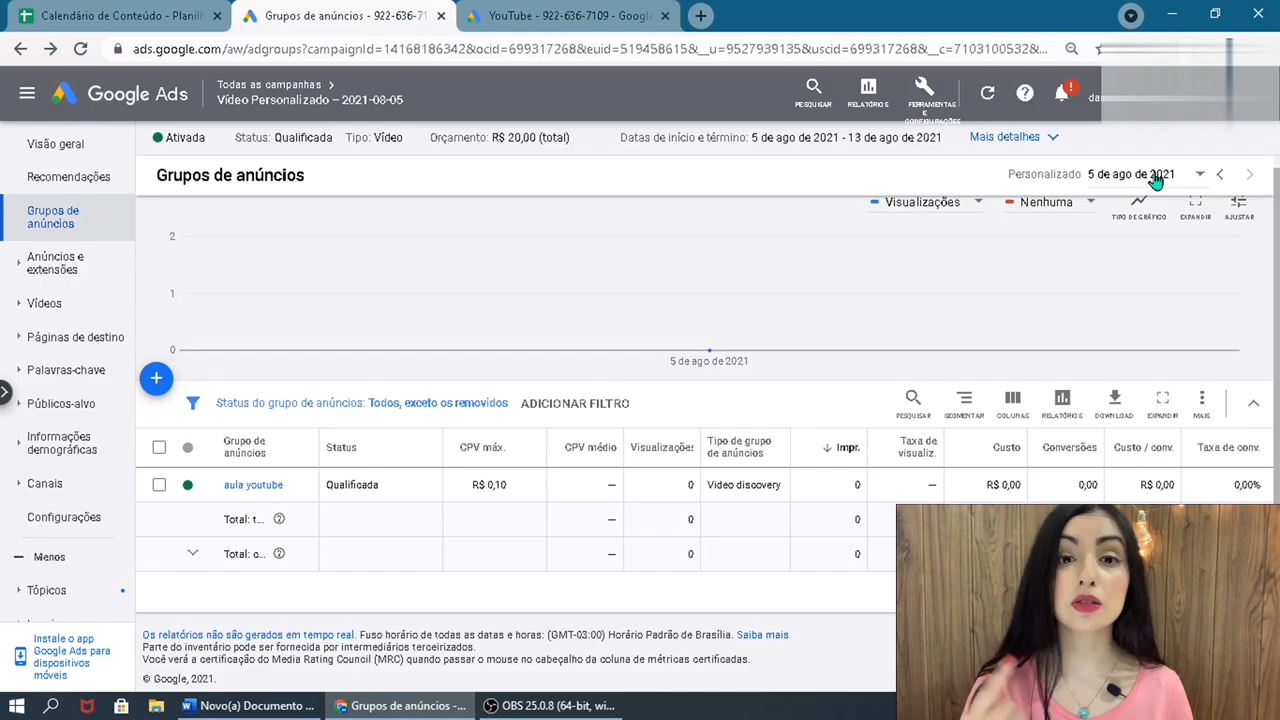 Calendário de Conteúdo - Planilh
Grupos de anúncios - 922-636-71
YouTube - 922-636-7109 - Google
ads.google.com/aw/adgroups?campaignId=14168186342&ocid=699317268&euid=519458615&__u=9527939135&uscid=699317268&__c=7103100532&...
Google Ads
Todas as campanhas
Vídeo Personalizado – 2021-08-05
PESQUISAR
RELATÓRIOS
FERRAMENTAS E CONFIGURAÇÕES
!
da
Ativada
Status: Qualificada
Tipo: Vídeo
Orçamento: R$ 20,00 (total)
Datas de início e término: 5 de ago de 2021 - 13 de ago de 2021
Mais detalhes
Grupos de anúncios
Personalizado
5 de ago de 2021
Visualizações
Nenhuma
TIPO DE GRÁFICO
EXPANDIR
AJUSTAR
2
1
0
5 de ago de 2021
Visão geral
Recomendações
Grupos de
anúncios
Anúncios e
extensões
Vídeos
Páginas de destino
Palavras-chave
Públicos-alvo
Informações
demográficas
Canais
Configurações
Menos
Tópicos
Instale o app
Google Ads para
dispositivos
móveis
Status do grupo de anúncios: Todos, exceto os removidos
ADICIONAR FILTRO
PESQUISAR
SEGMENTAR
COLUNAS
RELATÓRIOS
DOWNLOAD
EXPANDIR
MAIS
Grupo de anúncios
Status
CPV máx.
CPV médio
Visualizações
Tipo de grupo de anúncios
Impr.
Taxa de visualiz.
Custo
Conversões
Custo / conv.
Taxa de conv.
aula youtube
Qualificada
R$ 0,10
—
0
Video discovery
0
—
R$ 0,00
0,00
R$ 0,00
0,00%
Total: t...
—
0
0
Total: c...
—
0
0
Os relatórios não são gerados em tempo real. Fuso horário de todas as datas e horas: (GMT-03:00) Horário Padrão de Brasília. Saiba mais
Parte do inventário pode ser fornecida por intermediários terceirizados.
Você verá a certificação do Media Rating Council (MRC) quando passar o mouse no cabeçalho da coluna de métricas certificadas.
© Google, 2021.
Novo(a) Documento ...
Grupos de anúncios -...
OBS 25.0.8 (64-bit, wi...